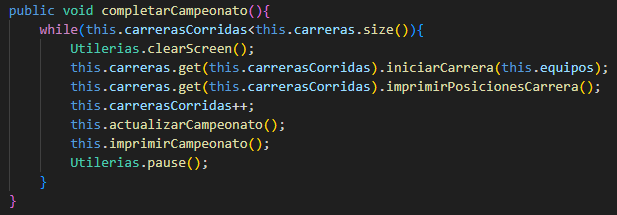 public void completarCampeonato(){
    while(this.carrerasCorridas<this.carreras.size()){
        Utilerias.clearScreen();
        this.carreras.get(this.carrerasCorridas).iniciarCarrera(this.equipos);
        this.carreras.get(this.carrerasCorridas).imprimirPosicionesCarrera();
        this.carrerasCorridas++;
        this.actualizarCampeonato();
        this.imprimirCampeonato();
        Utilerias.pause();
    }
}